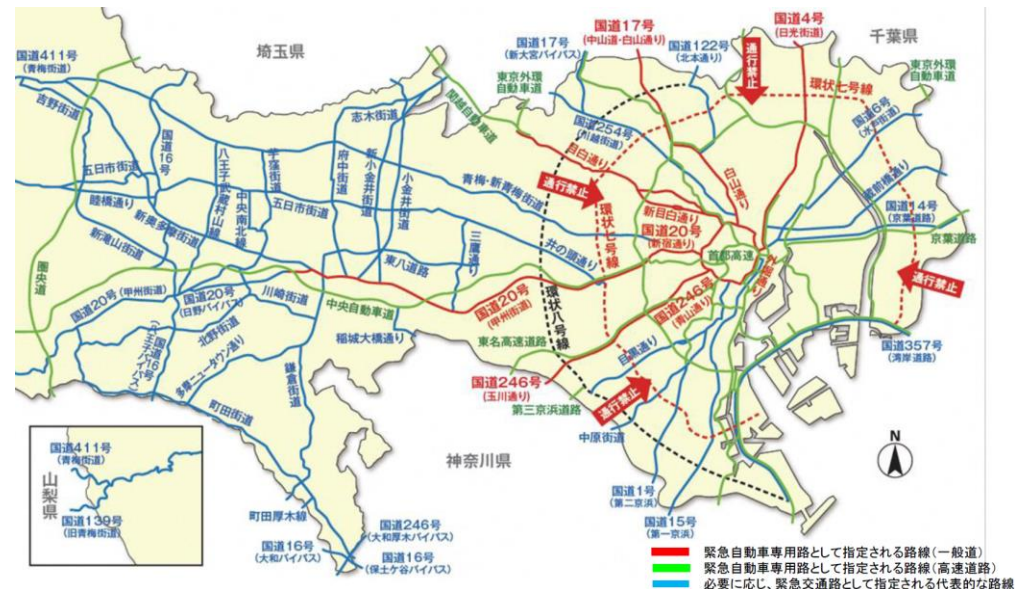 国道411号
(青梅街道)
吉野街道
国道16号
五日市街道
睦橋通り
新奥多摩街道
新滝山街道
圏央道
国道20号(甲州街道)
国道20号
(日野バイパス)
国道16号
(八王子バイパス)
北野街道
多摩ニュータウン通り
町田街道
川崎街道
八王子武蔵村山線
中央南北線
芋窪街道
五日市街道
府中街道
新小金井街道
小金井街道
志木街道
埼玉県
関越自動車道
東八道路
三鷹通り
中央自動車道
稲城大橋通り
鎌倉街道
青梅・新青梅街道
井の頭通り
国道20号
(甲州街道)
東名高速道路
国道246号
(玉川通り)
第三京浜道路
中原街道
目黒通り
国道1号
(第二京浜)
国道15号
(第一京浜)
神奈川県
町田厚木線
国道16号
(大和バイパス)
国道246号
(大和厚木バイパス)
国道16号
(保土ケ谷バイパス)
国道17号
(新大宮バイパス)
国道17号
(中山道・白山通り)
国道122号
(北本通り)
国道4号
(日光街道)
千葉県
東京外環
自動車道
東京外環
自動車道
国道254号
(川越街道)
目白通り
新目白通り
国道20号
(新宿通り)
白山通り
首都高速
国道246号
(青山通り)
環状七号線
環状七号線
環状八号線
国道6号
(水戸街道)
蔵前橋通り
国道14号
(京葉道路)
京葉道路
国道357号
(湾岸道路)
通行禁止
通行禁止
通行禁止
通行禁止
山梨県
国道411号
(青梅街道)
国道139号
(旧青梅街道)
N
緊急自動車専用路として指定される路線(一般道)
緊急自動車専用路として指定される路線(高速道路)
必要に応じ、緊急交通路として指定される代表的な路線